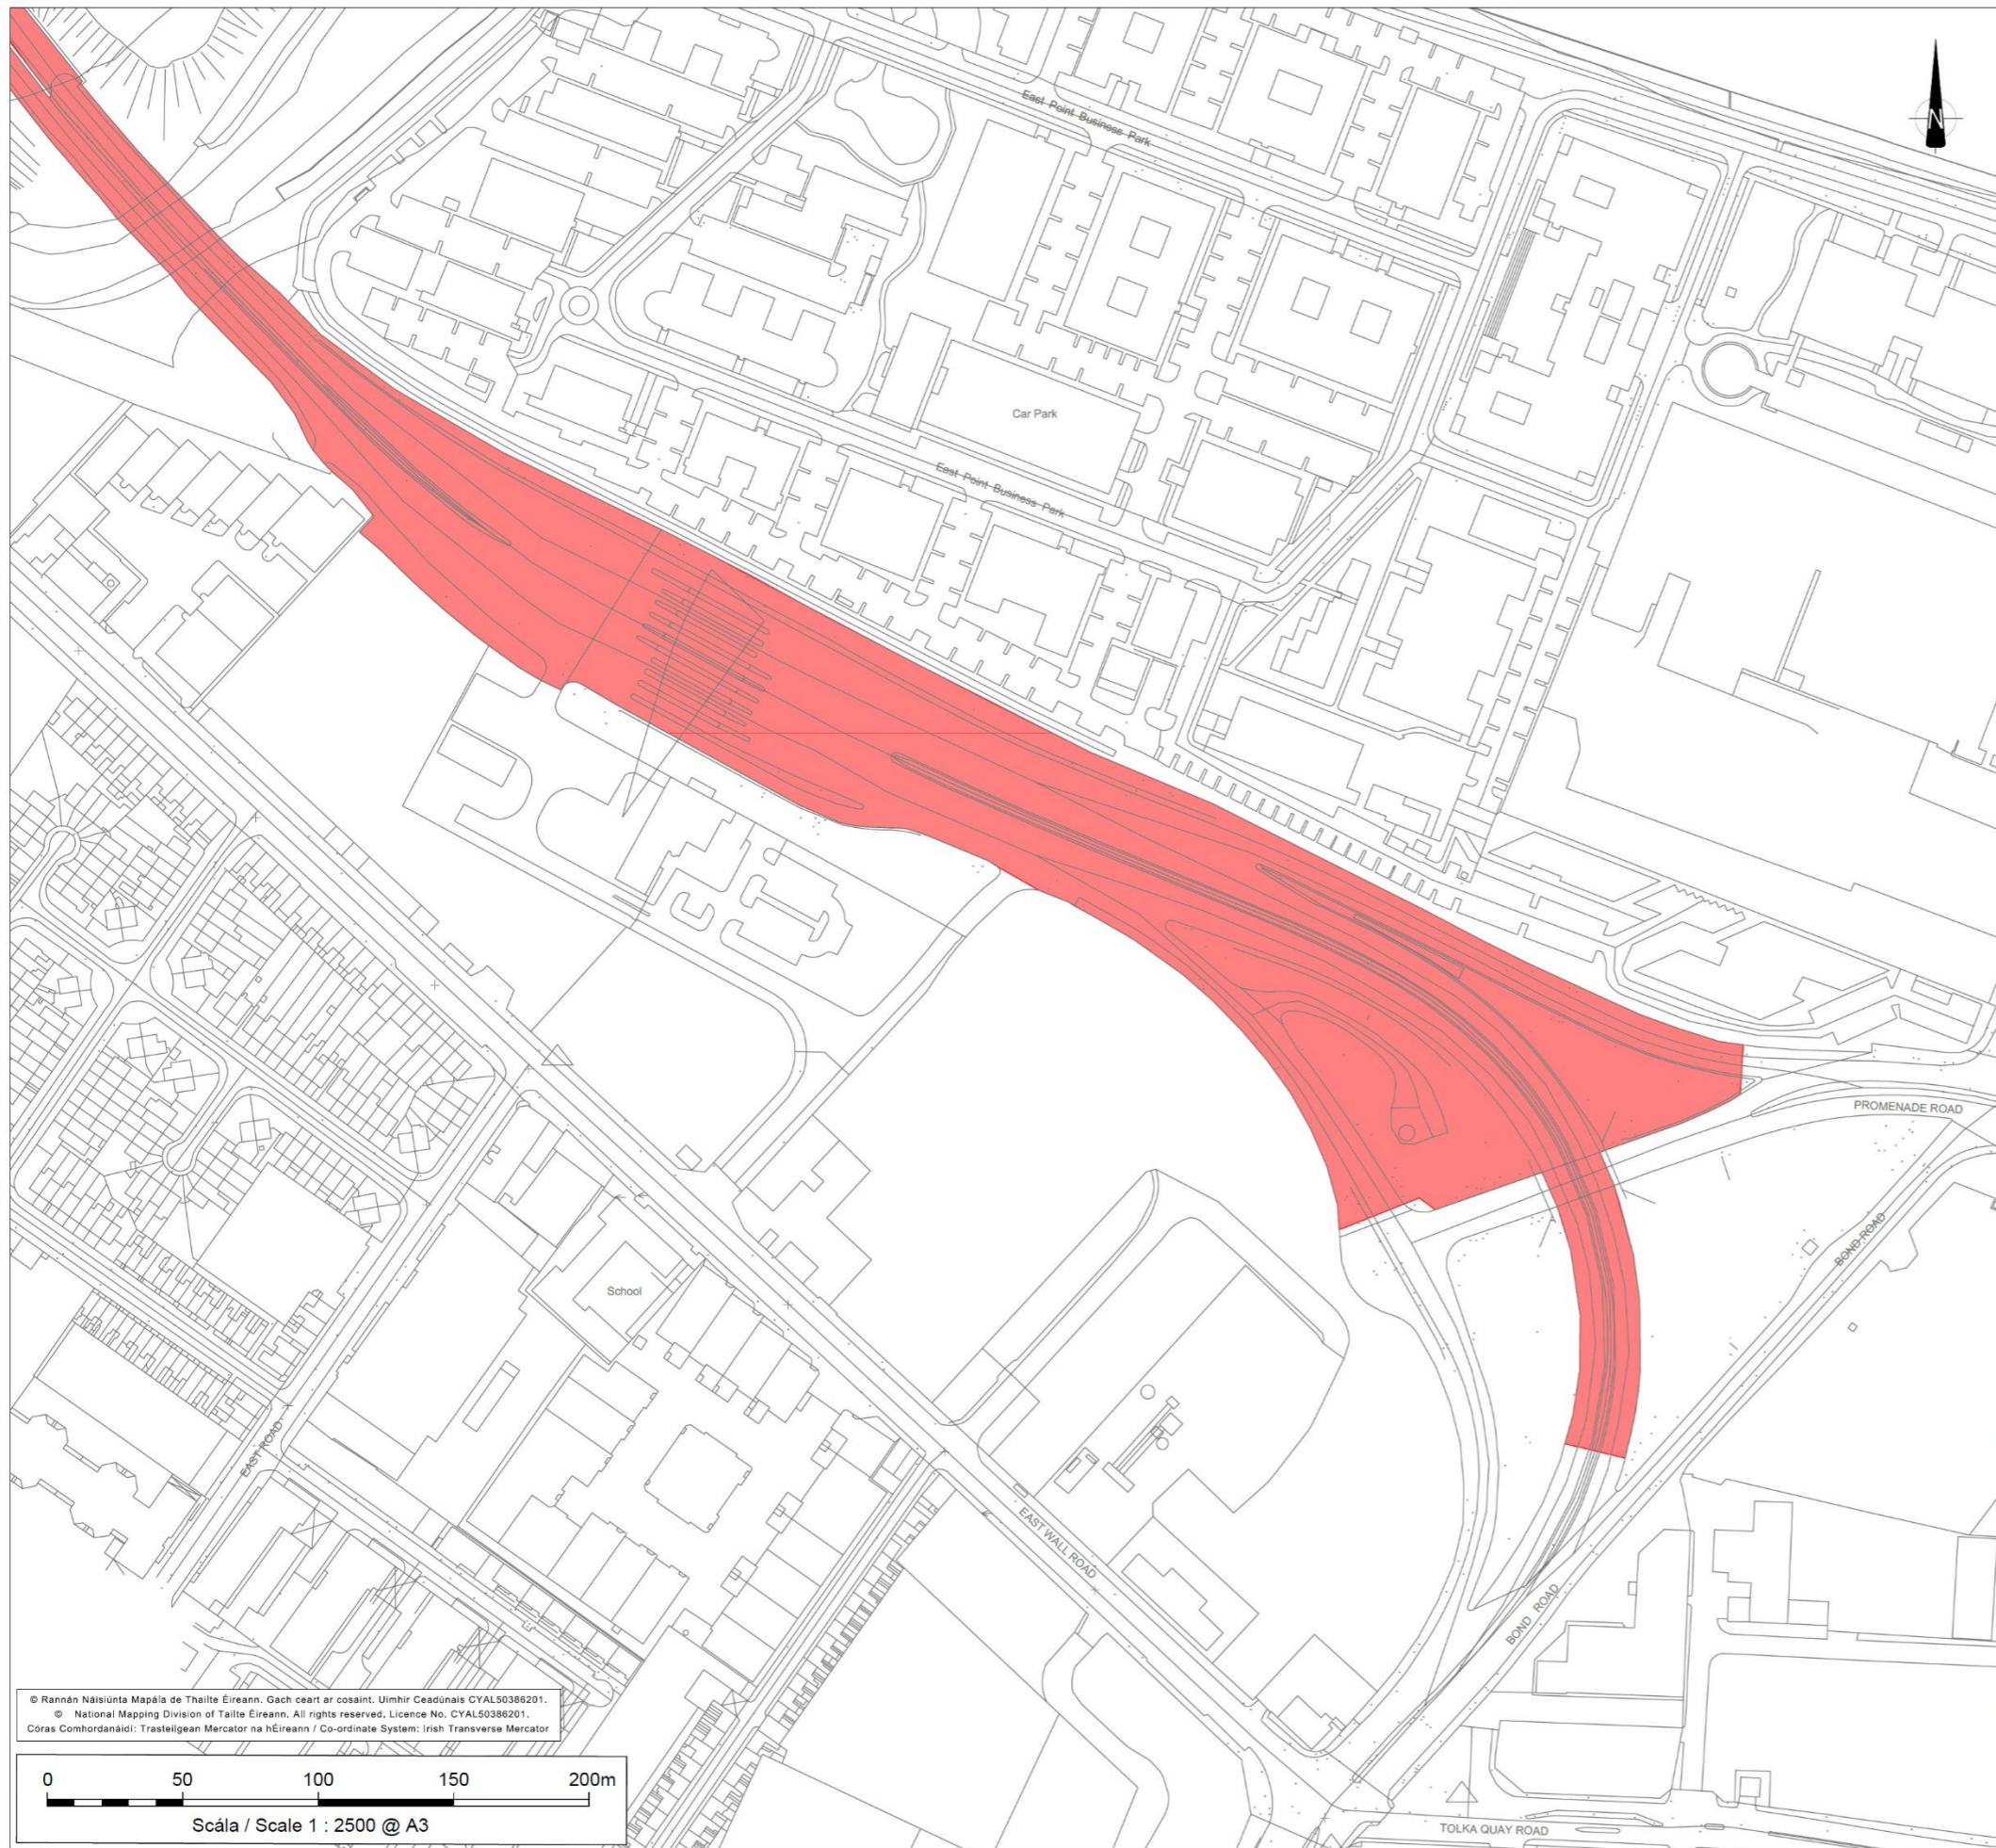 East Point Business Park
N
Car Park
East Point Business Park
PROMENADE ROAD
BOND ROAD
School
EAST ROAD
EAST WALL ROAD
BOND ROAD
© Rannán Náisiúnta Mapála de Thailte Éireann. Gach ceart ar cosaint. Uimhir Ceadúnais CYAL50386201.
© National Mapping Division of Tailte Éireann. All rights reserved. Licence No. CYAL50386201.
Córas Comhordanáidí: Trasteilgean Mercator na hÉireann / Co-ordinate System: Irish Transverse Mercator
0 50 100 150 200m
Scála / Scale 1 : 2500 @ A3
TOLKA QUAY ROAD